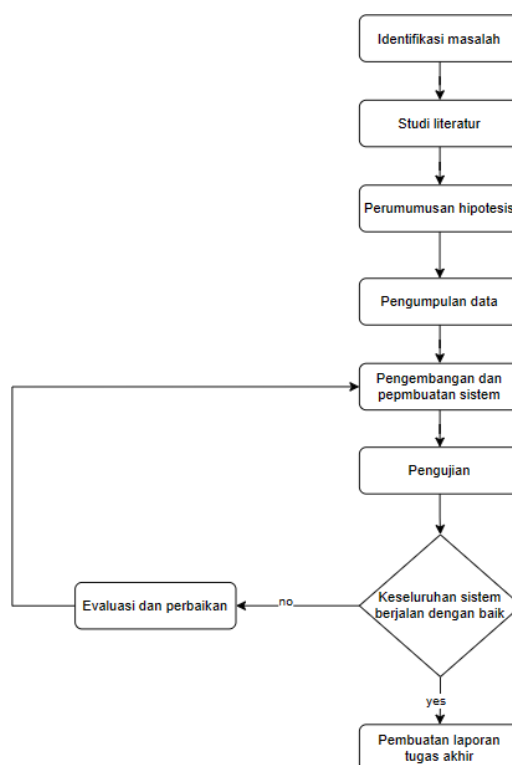 Identifikasi masalah
Studi literatur
Perumumusan hipotesis
Pengumpulan data
Pengembangan dan
pepmbuatan sistem
Pengujian
Keseluruhan sistem
berjalan dengan baik
no
Evaluasi dan perbaikan
yes
Pembuatan laporan
tugas akhir